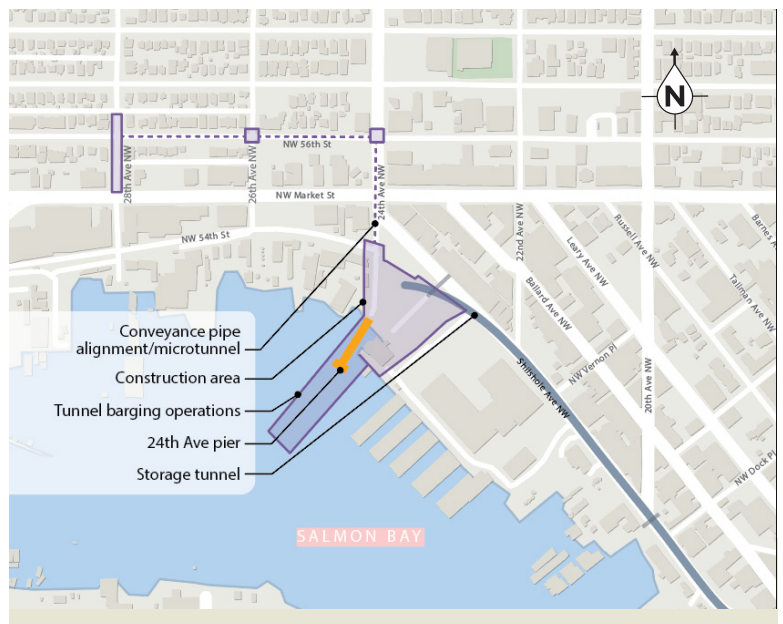 N
NW 56th St
28th Ave NW
26th Ave NW
24th Ave NW
NW Market St
NW 54th St
22nd Ave NW
Leary Ave NW
Russell Ave NW
Barnes A
Ballard Ave NW
Tallman Ave NW
Conveyance pipe
alignment/microtunnel
Construction area
Tunnel barging operations
24th Ave pier
Storage tunnel
Shilshole Ave NW
NW Vernon Pl
20th Ave NW
NW Dock Pl
SALMON BAY